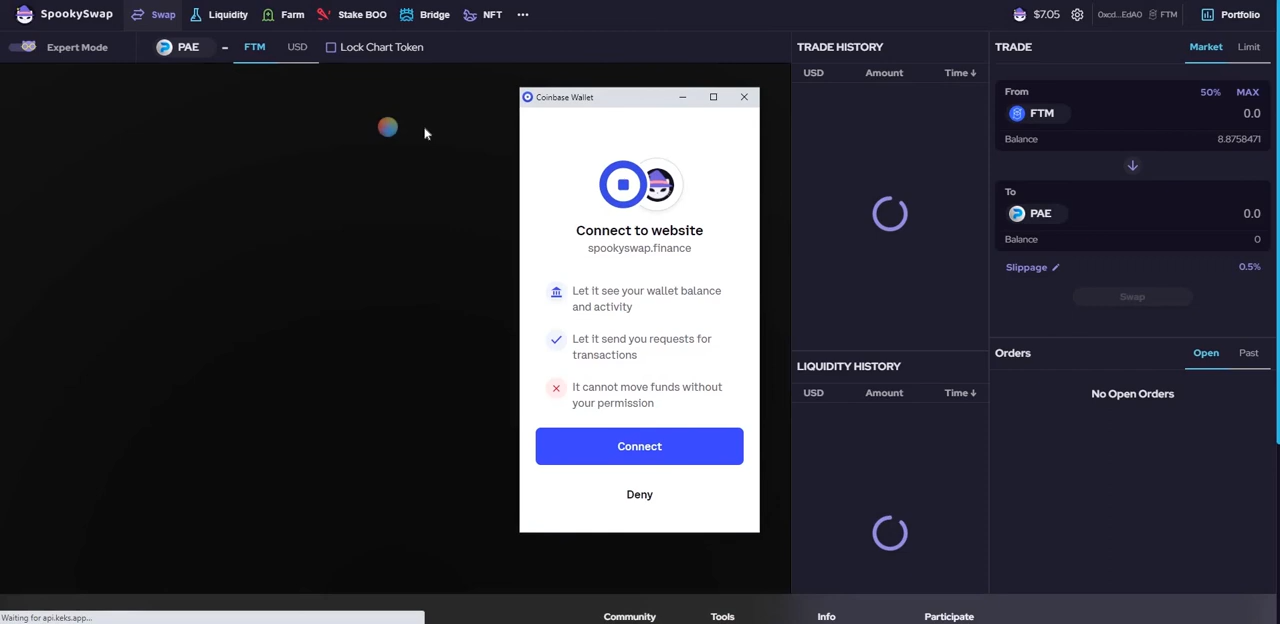 SpookySwap
Swap
Liquidity
Farm
Stake BOO
Bridge
NFT
$7.05
0xcd...EdA0
FTM
Portfolio
Expert Mode
PAE
FTM
USD
Lock Chart Token
TRADE HISTORY
USD
Amount
Time ↓
TRADE
Market
Limit
From
50%
MAX
FTM
0.0
Balance
8.8758471
To
PAE
0.0
Balance
0
Slippage
0.5%
Swap
Coinbase Wallet
Connect to website
spookyswap.finance
Let it see your wallet balance
and activity
Let it send you requests for
transactions
It cannot move funds without
your permission
Connect
Deny
LIQUIDITY HISTORY
USD
Amount
Time ↓
Orders
Open
Past
No Open Orders
Waiting for api.keks.app...
Community
Tools
Info
Participate